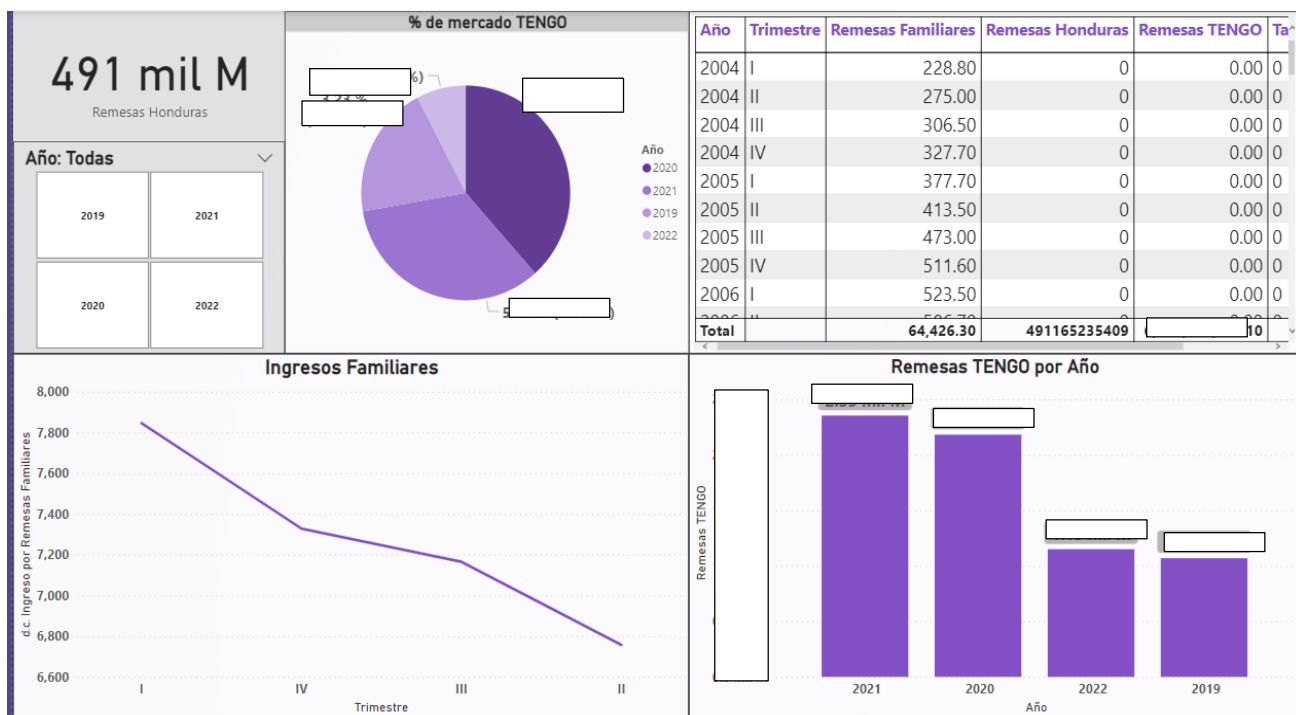 491 mil M
Remesas Honduras
Año: Todas
2019
2021
2020
2022
% de mercado TENGO
Año
2020
2021
2019
2022
Año Trimestre Remesas Familiares Remesas Honduras Remesas TENGO
2004 I 228.80 0 0.00 0
2004 II 275.00 0 0.00 0
2004 III 306.50 0 0.00 0
2004 IV 327.70 0 0.00 0
2005 I 377.70 0 0.00 0
2005 II 413.50 0 0.00 0
2005 III 473.00 0 0.00 0
2005 IV 511.60 0 0.00 0
2006 I 523.50 0 0.00 0
Total 64,426.30 491165235409
Ingresos Familiares
d.c. Ingreso por Remesas Familiares
8,000
7,800
7,600
7,400
7,200
7,000
6,800
6,600
I IV III II
Trimestre
Remesas TENGO por Año
Remesas TENGO
2021 2020 2022 2019
Año